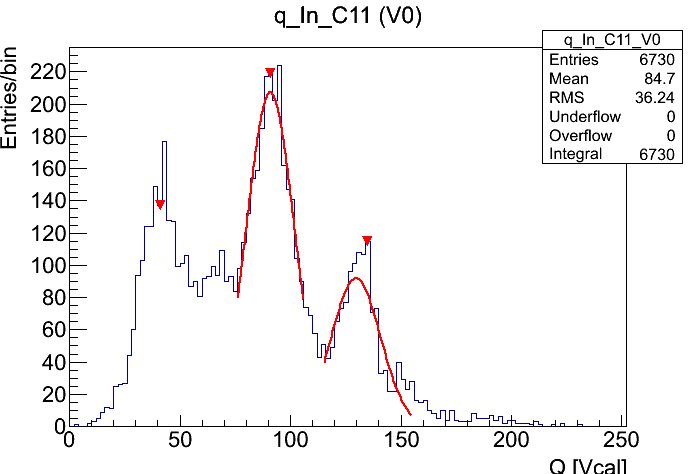 q_In_C11 (V0)
q_In_C11_V0
Entries 6730
Mean 84.7
RMS 36.24
Underflow 0
Overflow 0
Integral 6730
Entries/bin
220
200
180
160
140
120
100
80
60
40
20
0
0 50 100 150 200 250
Q [Vcal]